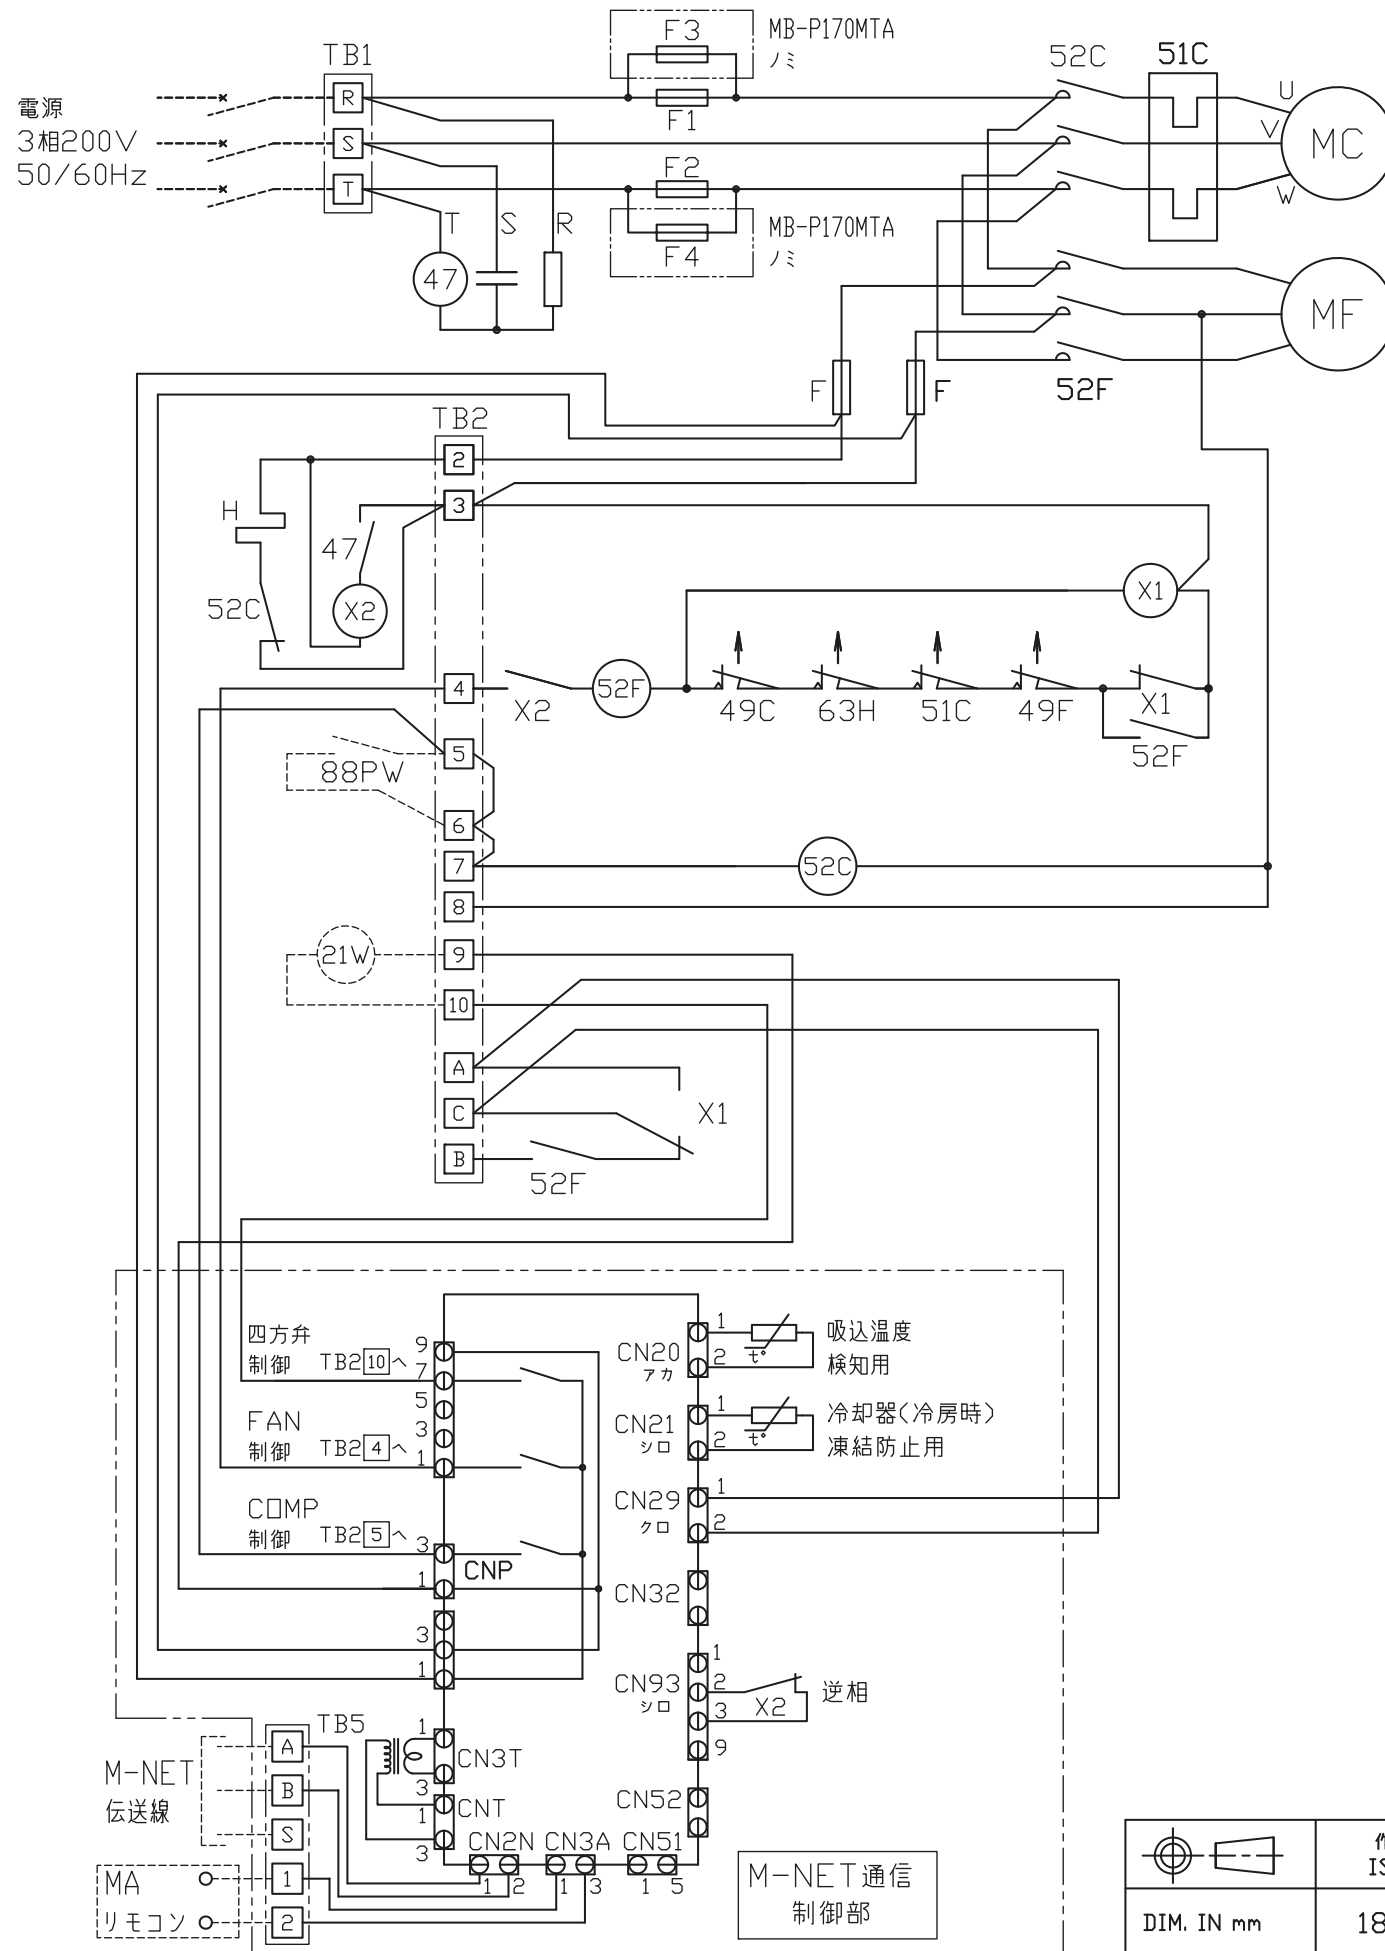 F3
MB-P170MTA
ノミ
TB1
52C
51C
電源
R
F1
U
3相200V
S
V
MC
50/60Hz
T
F2
W
T
S
R
MB-P170MTA
F4
ノミ
47
MF
F
F
52F
TB2
2
H
3
47
52C
X2
X1
4
X2
52F
49C
63H
51C
49F
X1
52F
5
88PW
6
7
52C
8
21W
9
10
A
C
X1
B
52F
四方弁
制御
TB2 10 へ
9
7
5
3
1
FAN
制御
TB2 4 へ
COMP
制御
TB2 5 へ
3
1
CNP
3
1
CN20
アカ
1
2
t°
吸込温度
検知用
CN21
シロ
1
2
t°
冷却器(冷房時)
凍結防止用
CN29
クロ
1
2
CN32
CN93
シロ
1
2
3
9
X2
逆相
CN52
TB5
A
B
S
1
2
M-NET
伝送線
MA
リモコン
1
3
CN3T
1
3
CNT
CN2N
CN3A
CN51
1
2
1
3
1
5
M-NET通信
制御部
IS
DIM. IN mm
18